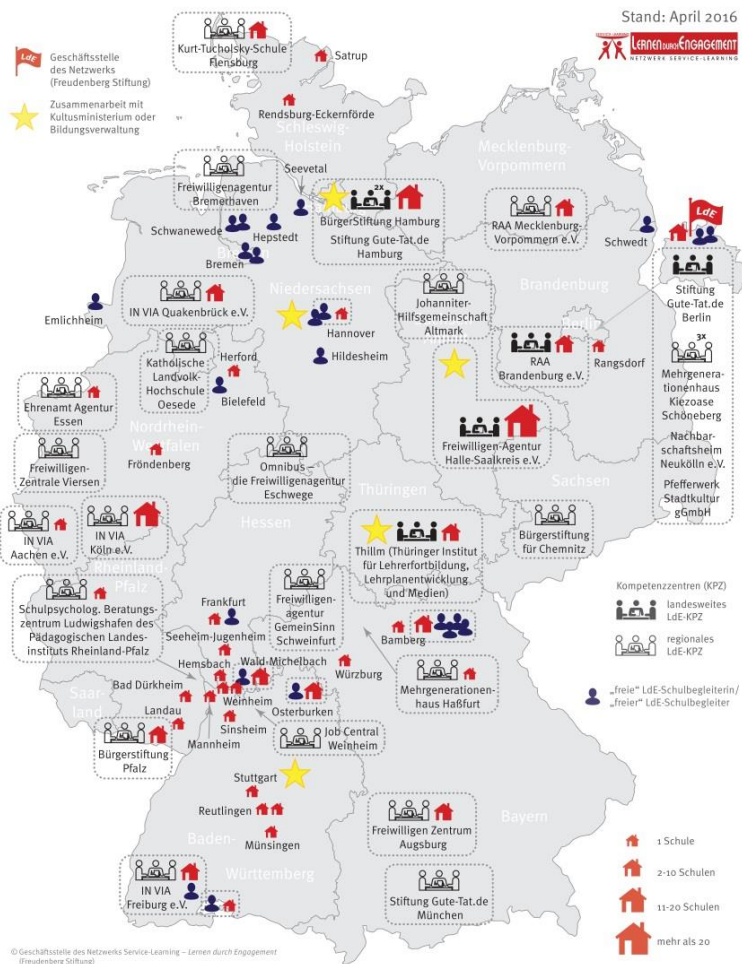 Stand: April 2016
SERVICE-LEARNING
LERNEN DURCH ENGAGEMENT
NETZWERK SERVICE-LEARNING
LdE
Geschäftsstelle
des Netzwerks
(Freudenberg Stiftung)
Zusammenarbeit mit
Kultusministerium oder
Bildungsverwaltung
Kurt-Tucholsky-Schule
Flensburg
Satrup
Rendsburg-Eckernförde
Schleswig-
Holstein
Mecklenburg-
Vorpommern
Seevetal
Freiwilligenagentur
Bremerhaven
2x
BürgerStiftung Hamburg
Stiftung Gute-Tat.de
Hamburg
RAA Mecklenburg-
Vorpommern e.V.
Schwedt
LdE
Schwanewede
Hepstedt
Bremen
Stiftung
Gute-Tat.de
Berlin
3x
Mehrgenera-
tionenhaus
Kiezoase
Schöneberg
Nachbar-
schaftsheim
Neukölln e.V.
Pfefferwerk
Stadtkultur
gGmbH
Brandenburg
Niedersachsen
Johanniter-
Hilfsgemeinschaft
Altmark
Emlichheim
IN VIA Quakenbrück e.V.
Hannover
Hildesheim
RAA
Brandenburg e.V.
Rangsdorf
Katholische
Landvolk-
Hochschule
Oesede
Herford
Bielefeld
Ehrenamt Agentur
Essen
Nordrhein-
Westfalen
Freiwilligen-Agentur
Halle-Saalkreis e.V.
Freiwilligen-
Zentrale Viersen
Fröndenberg
Omnibus –
die Freiwilligenagentur
Eschwege
Sachsen
Thüringen
Hessen
IN VIA
Aachen e.V.
IN VIA
Köln e.V.
Bürgerstiftung
für Chemnitz
Rheinland-
Pfalz
Thillm (Thüringer Institut
für Lehrerfortbildung,
Lehrplanentwicklung
und Medien)
Schulpsycholog. Beratungs-
zentrum Ludwigshafen des
Pädagogischen Landes-
instituts Rheinland-Pfalz
Frankfurt
Seeheim-Jugenheim
Freiwilligen-
agentur
GemeinSinn
Schweinfurt
Kompetenzzentren (KPZ)
landesweites
LdE-KPZ
regionales
LdE-KPZ
Bamberg
Hemsbach
Wald-Michelbach
Würzburg
Mehrgenerationen-
haus Haßfurt
„freie“ LdE-Schulbegleiterin/
„freier“ LdE-Schulbegleiter
Saar-
land
Bad Dürkheim
Weinheim
Osterburken
Landau
Sinsheim
Mannheim
Job Central
Weinheim
Bürgerstiftung
Pfalz
Stuttgart
Reutlingen
Münsingen
Bayern
Baden-
Württemberg
Freiwilligen Zentrum
Augsburg
IN VIA
Freiburg e.V.
Stiftung Gute-Tat.de
München
1 Schule
2-10 Schulen
11-20 Schulen
mehr als 20
© Geschäftsstelle des Netzwerks Service-Learning – Lernen durch Engagement
(Freudenberg Stiftung)